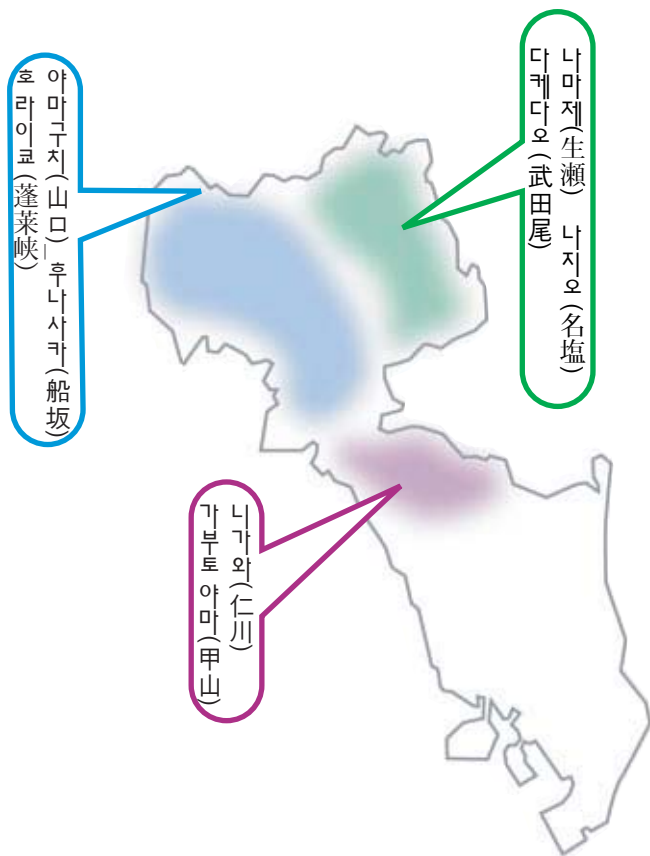 나마제(生瀬) 나지오(名塩)
다케다오(武田尾)
야마구치(山口)_후나사카(船坂)
호라이쿄(蓬莱峡)
니가와(仁川)
가부토 야마(甲山)